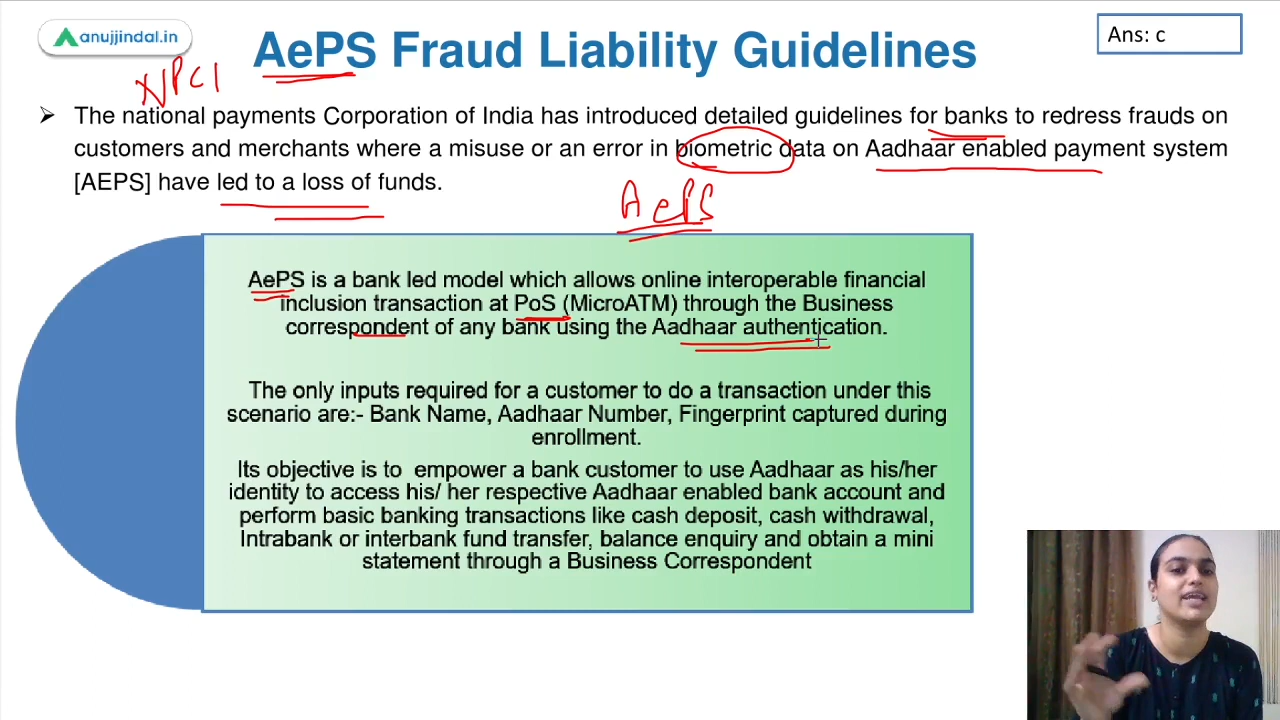 anujjindal.in
AePS Fraud Liability Guidelines
Ans: c
NPCI
The national payments Corporation of India has introduced detailed guidelines for banks to redress frauds on
customers and merchants where a misuse or an error in biometric data on Aadhaar enabled payment system
[AEPS] have led to a loss of funds.
AePS
AePS is a bank led model which allows online interoperable financial
inclusion transaction at PoS (MicroATM) through the Business
correspondent of any bank using the Aadhaar authentication.
The only inputs required for a customer to do a transaction under this
scenario are:- Bank Name, Aadhaar Number, Fingerprint captured during
enrollment.
Its objective is to empower a bank customer to use Aadhaar as his/her
identity to access his/ her respective Aadhaar enabled bank account and
perform basic banking transactions like cash deposit, cash withdrawal,
Intrabank or interbank fund transfer, balance enquiry and obtain a mini
statement through a Business Correspondent